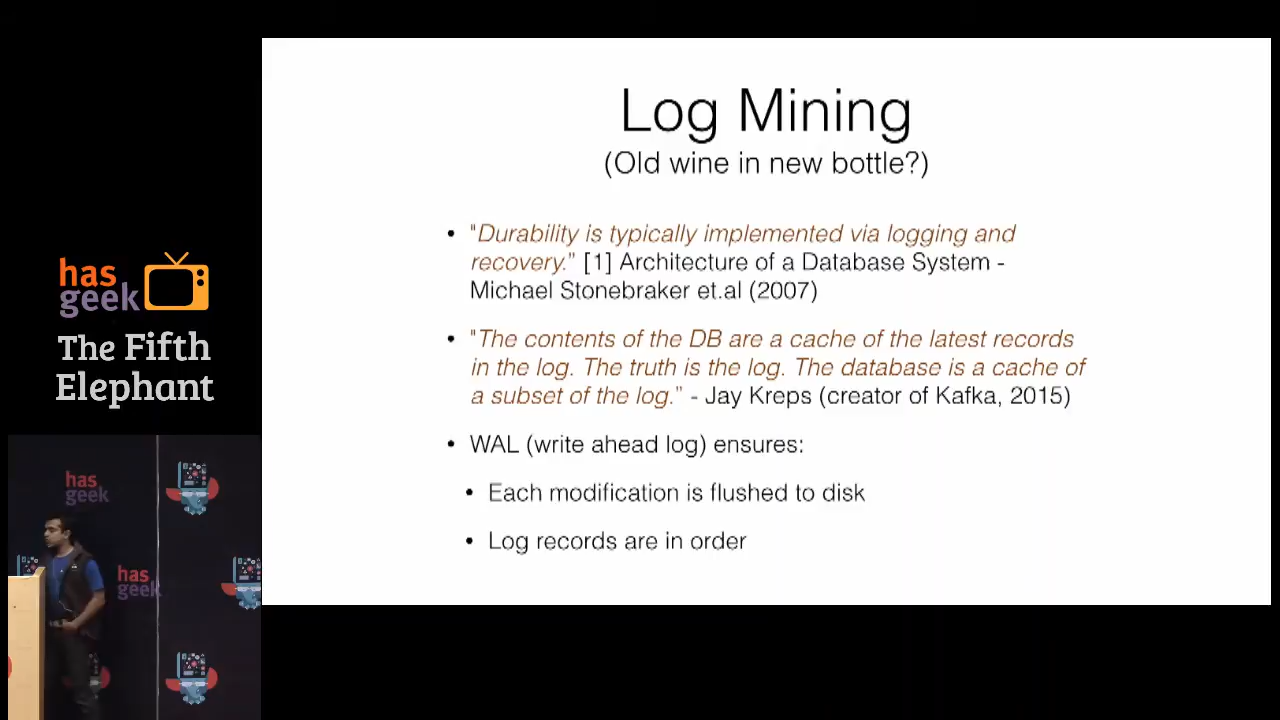 Log Mining
(Old wine in new bottle?)
• "Durability is typically implemented via logging and
recovery." [1] Architecture of a Database System -
Michael Stonebraker et.al (2007)
• "The contents of the DB are a cache of the latest records
in the log. The truth is the log. The database is a cache of
a subset of the log." - Jay Kreps (creator of Kafka, 2015)
• WAL (write ahead log) ensures:
• Each modification is flushed to disk
• Log records are in order
has
geek
The Fifth
Elephant
has
geek
has
geek